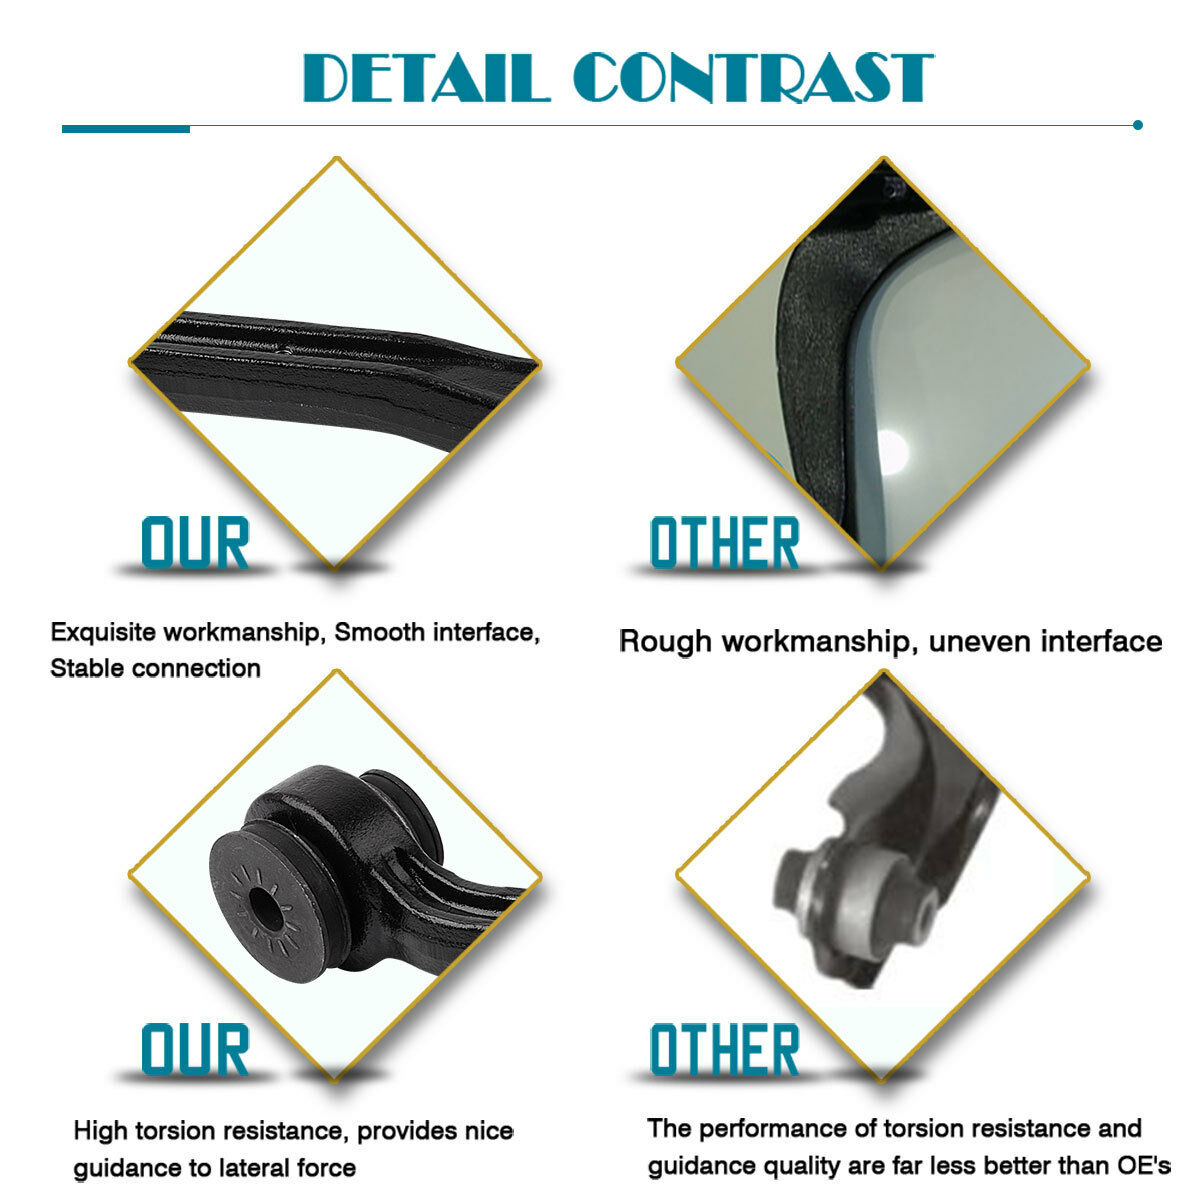 DETAIL CONTRAST
OUR
OTHER
Exquisite workmanship, Smooth interface,
Stable connection
Rough workmanship, uneven interface
OUR
OTHER
High torsion resistance, provides nice
guidance to lateral force
The performance of torsion resistance and
guidance quality are far less better than OE's